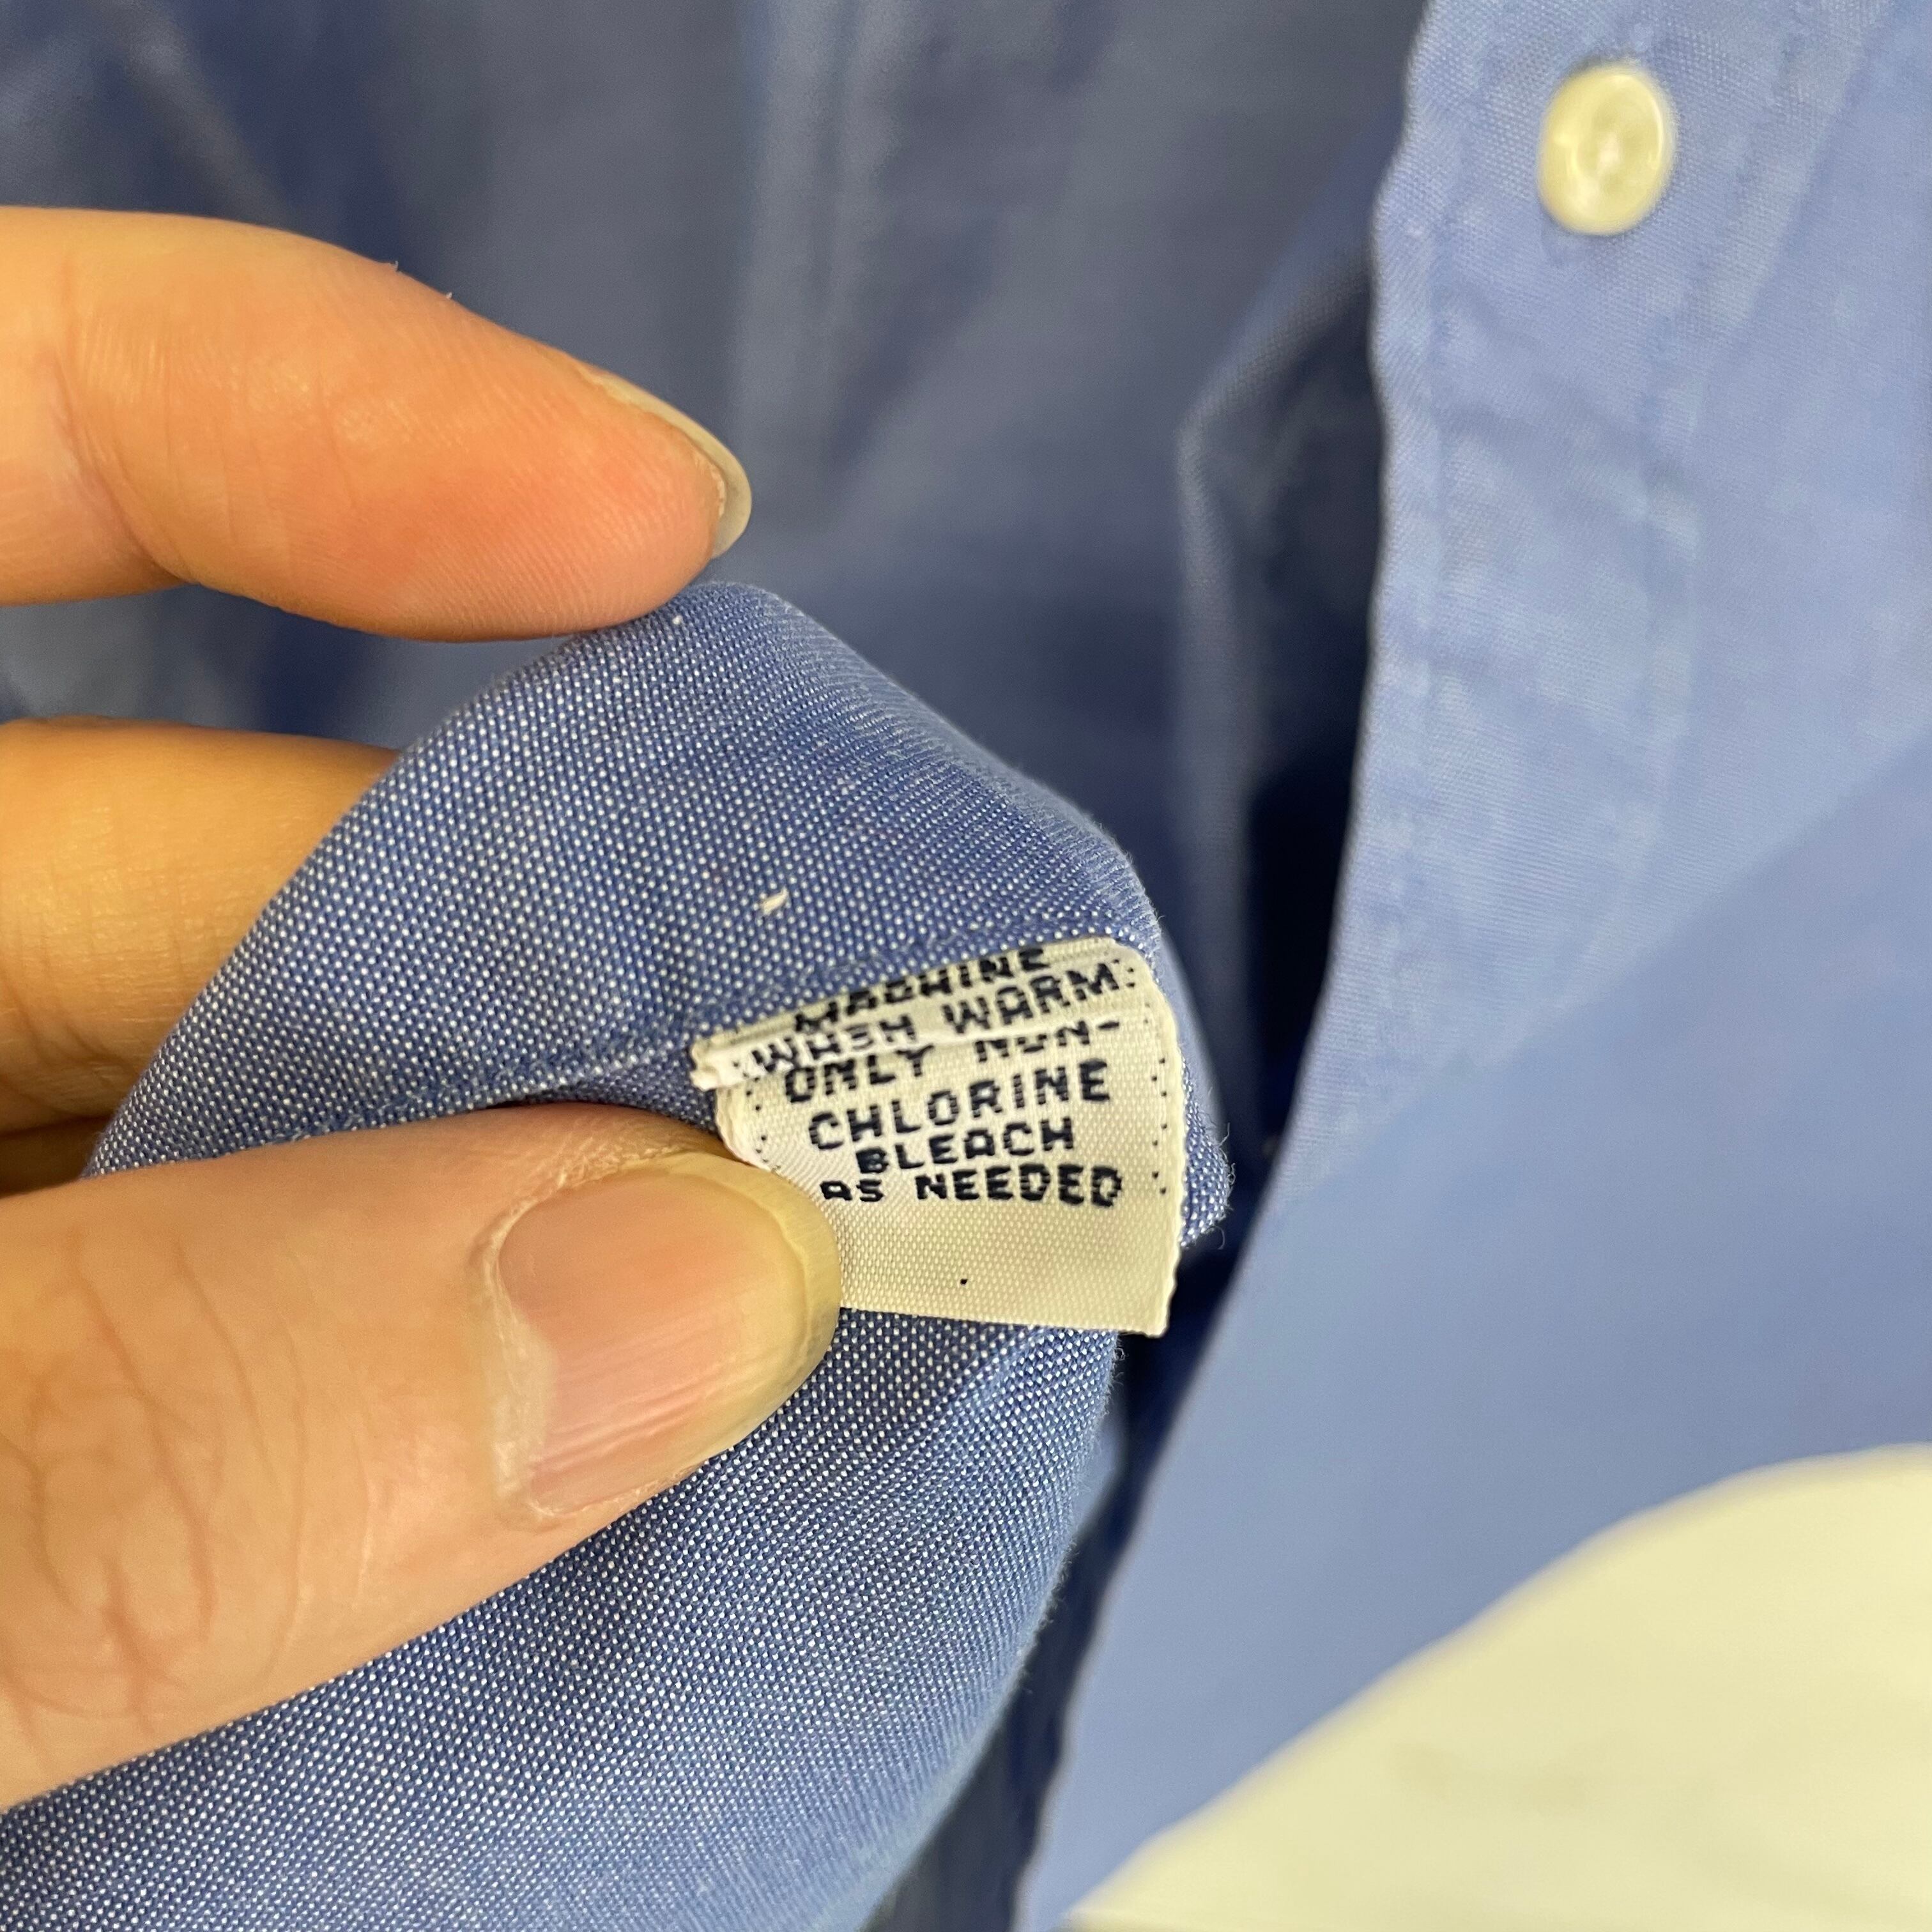 MACHINE
WASH WARM.
ONLY NON-
CHLORINE
BLEACH
AS NEEDED